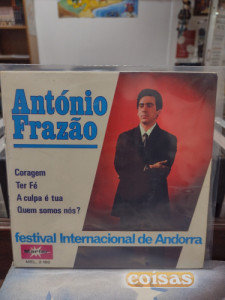 António
Frazão
Coragem
Ter Fé
A culpa é tua
Quem somos nós?
festival Internacional de Andorra
coisas